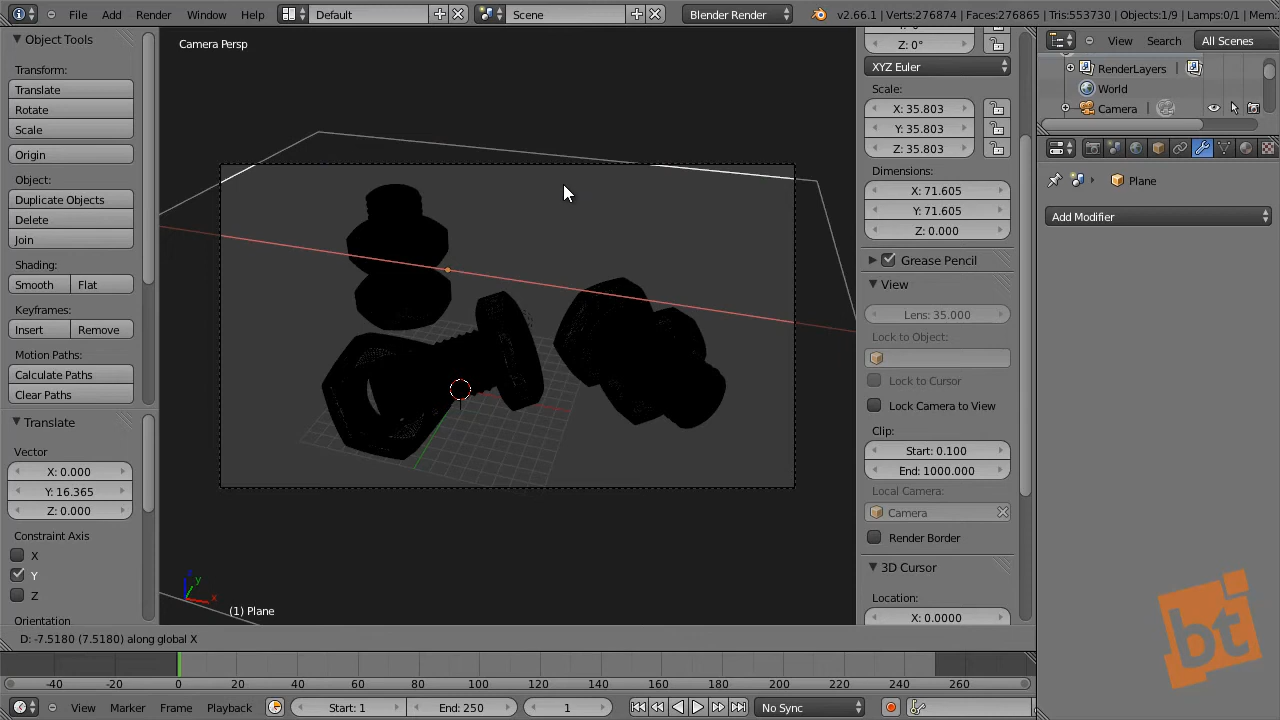 File Add Render Window Help Default Scene Blender Render v2.66.1 | Verts:276874 | Faces:276865 | Tris:553730 | Objects:1/9 | Lamps:0/1 | Mem:
Object Tools
Transform:
Translate
Rotate
Scale
Origin
Object:
Duplicate Objects
Delete
Join
Shading:
Smooth Flat
Keyframes:
Insert Remove
Motion Paths:
Calculate Paths
Clear Paths
Translate
Vector
X: 0.000
Y: 16.365
Z: 0.000
Constraint Axis
X
Y
Z
Orientation
Camera Persp
z
y
x
(1) Plane
D: -7.5180 (7.5180) along global X
Z: 0°
XYZ Euler
Scale:
X: 35.803
Y: 35.803
Z: 35.803
Dimensions:
X: 71.605
Y: 71.605
Z: 0.000
Grease Pencil
View
Lens: 35.000
Lock to Object:
Lock to Cursor
Lock Camera to View
Clip:
Start: 0.100
End: 1000.000
Local Camera:
Camera
Render Border
3D Cursor
Location:
X: 0.0000
View Search All Scenes
RenderLayers |
World
Camera |
Plane
Add Modifier
bt
-40 -20 0 20 40 60 80 100 120 140 160 180 200 220 240 260
View Marker Frame Playback Start: 1 End: 250 1 No Sync